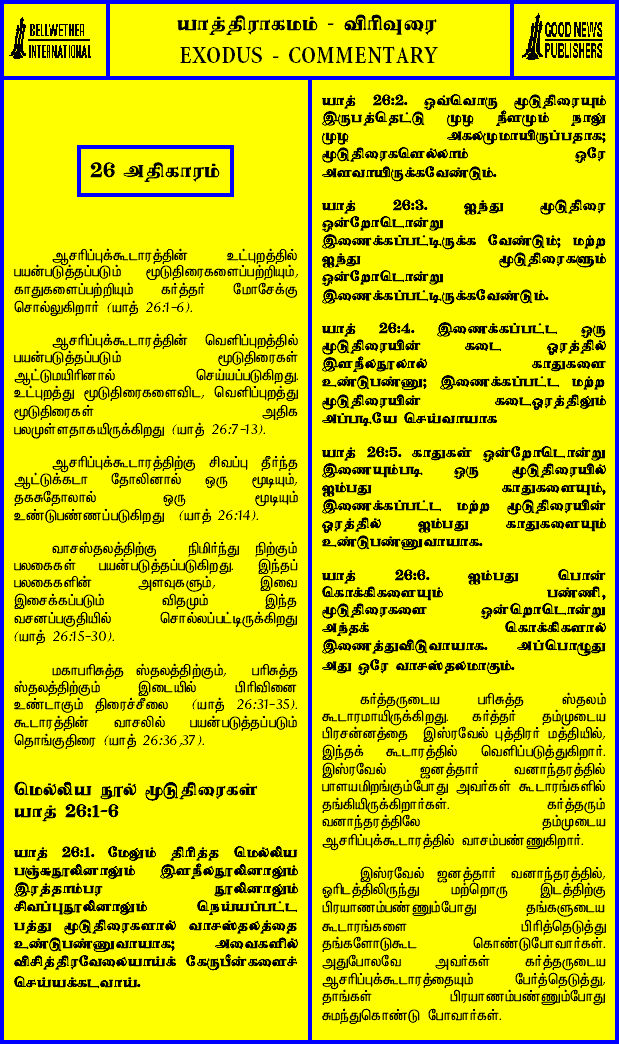 BELLWETHER
INTERNATIONAL
யாத்திராகமம் - விரிவுரை
EXODUS - COMMENTARY
GOOD NEWS
PUBLISHERS
26 அதிகாரம்
ஆசரிப்புக்கூடாரத்தின் உட்புறத்தில்
பயன்படுத்தப்படும் மூடுதிரைகளைப்பற்றியும்,
காதுகளைப்பற்றியும் கர்த்தர் மோசேக்கு
சொல்லுகிறார் (யாத் 26:1-6).
ஆசரிப்புக்கூடாரத்தின் வெளிப்புறத்தில்
பயன்படுத்தப்படும் மூடுதிரைகள்
ஆட்டுமயிரினால் செய்யப்படுகிறது.
உட்புறத்து மூடுதிரைகளைவிட, வெளிப்புறத்து
மூடுதிரைகள் அதிக
பலமுள்ளதாகயிருக்கிறது (யாத் 26:7-13).
ஆசரிப்புக்கூடாரத்திற்கு சிவப்பு தீர்ந்த
ஆட்டுக்கடா தோலினால் ஒரு மூடியும்,
தகசுதோலால் ஒரு மூடியும்
உண்டுபண்ணப்படுகிறது (யாத் 26:14).
வாசஸ்தலத்திற்கு நிமிர்ந்து நிற்கும்
பலகைகள் பயன்படுத்தப்படுகிறது. இந்தப்
பலகைகளின் அளவுகளும், இவை
இசைக்கப்படும் விதமும் இந்த
வசனப்பகுதியில் சொல்லப்பட்டிருக்கிறது
(யாத் 26:15-30).
மகாபரிசுத்த ஸ்தலத்திற்கும், பரிசுத்த
ஸ்தலத்திற்கும் இடையில் பிரிவினை
உண்டாகும் திரைச்சீலை (யாத் 26:31-35).
கூடாரத்தின் வாசலில் பயன்படுத்தப்படும்
தொங்குதிரை (யாத் 26:36,37).
மெல்லிய நூல் மூடுதிரைகள்
யாத் 26:1-6
யாத் 26:1. மேலும் திரித்த மெல்லிய
பஞ்சுநூலினாலும் இளநீலநூலினாலும்
இரத்தாம்பர நூலினாலும்
சிவப்புநூலினாலும் நெய்யப்பட்ட
பத்து மூடுதிரைகளால் வாசஸ்தலத்தை
உண்டுபண்ணுவாயாக; அவைகளில்
விசித்திரவேலையாய்க் கேருபீன்களைச்
செய்யக்கடவாய்.
யாத் 26:2. ஒவ்வொரு மூடுதிரையும்
இருபத்தெட்டு முழ நீளமும் நாலு
முழ அகலமுமாயிருப்பதாக;
மூடுதிரைகளெல்லாம் ஒரே
அளவாயிருக்கவேண்டும்.
யாத் 26:3. ஐந்து மூடுதிரை
ஒன்றோடொன்று
இணைக்கப்பட்டிருக்க வேண்டும்; மற்ற
ஐந்து மூடுதிரைகளும்
ஒன்றோடொன்று
இணைக்கப்பட்டிருக்கவேண்டும்.
யாத் 26:4. இணைக்கப்பட்ட ஒரு
மூடுதிரையின் கடை ஓரத்தில்
இளநீலநூலால் காதுகளை
உண்டுபண்ணு; இணைக்கப்பட்ட மற்ற
மூடுதிரையின் கடைஓரத்திலும்
அப்படியே செய்வாயாக
யாத் 26:5. காதுகள் ஒன்றோடொன்று
இணையும்படி ஒரு மூடுதிரையில்
ஐம்பது காதுகளையும்,
இணைக்கப்பட்ட மற்ற மூடுதிரையின்
ஓரத்தில் ஐம்பது காதுகளையும்
உண்டுபண்ணுவாயாக.
யாத் 26:6. ஐம்பது பொன்
கொக்கிகளையும் பண்ணி,
மூடுதிரைகளை ஒன்றொடொன்று
அந்தக் கொக்கிகளால்
இணைத்துவிடுவாயாக. அப்பொழுது
அது ஒரே வாசஸ்தலமாகும்.
கர்த்தருடைய பரிசுத்த ஸ்தலம்
கூடாரமாயிருக்கிறது. கர்த்தர் தம்முடைய
பிரசன்னத்தை இஸ்ரவேல் புத்திரர் மத்தியில்,
இந்தக் கூடாரத்தில் வெளிப்படுத்துகிறார்.
இஸ்ரவேல் ஜனத்தார் வனாந்தரத்தில்
பாளயமிறங்கும்போது அவர்கள் கூடாரங்களில்
தங்கியிருக்கிறார்கள். கர்த்தரும்
வனாந்தரத்திலே தம்முடைய
ஆசரிப்புக்கூடாரத்தில் வாசம்பண்ணுகிறார்.
இஸ்ரவேல் ஜனத்தார் வனாந்தரத்தில்,
ஓரிடத்திலிருந்து மற்றொரு இடத்திற்கு
பிரயாணம்பண்ணும்போது தங்களுடைய
கூடாரங்களை பிரித்தெடுத்து
தங்களோடுகூட கொண்டுபோவார்கள்.
அதுபோலவே அவர்கள் கர்த்தருடைய
ஆசரிப்புக்கூடாரத்தையும் பேர்த்தெடுத்து,
தாங்கள் பிரயாணம்பண்ணும்போது
சுமந்துகொண்டு போவார்கள்.